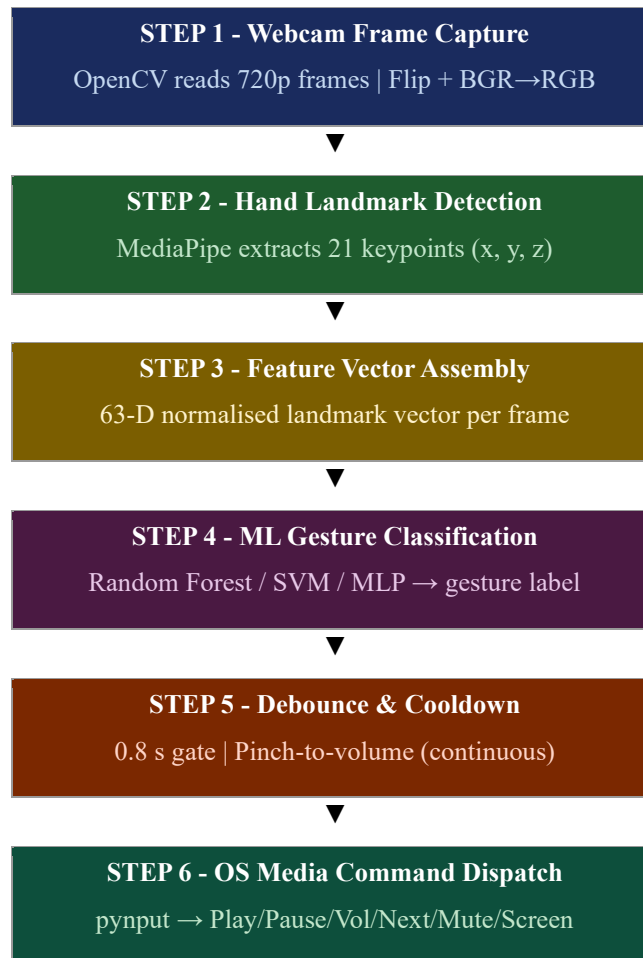 STEP 1 - Webcam Frame Capture
OpenCV reads 720p frames | Flip + BGR→RGB
STEP 2 - Hand Landmark Detection
MediaPipe extracts 21 keypoints (x, y, z)
STEP 3 - Feature Vector Assembly
63-D normalised landmark vector per frame
STEP 4 - ML Gesture Classification
Random Forest / SVM / MLP → gesture label
STEP 5 - Debounce & Cooldown
0.8 s gate | Pinch-to-volume (continuous)
STEP 6 - OS Media Command Dispatch
pynput → Play/Pause/Vol/Next/Mute/Screen